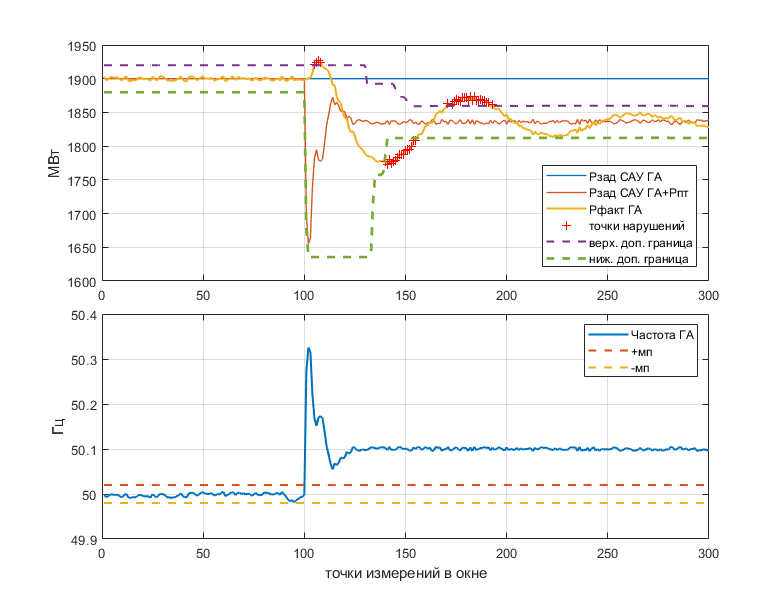 1950
1900
1850
1800
1750
1700
1650
1600
МВт
Рзад САУ ГА
Рзад САУ ГА+Рпт
Рфакт ГА
точки нарушений
верх. доп. граница
ниж. доп. граница
0 50 100 150 200 250 300
50.4
50.3
50.2
50.1
50
49.9
Гц
Частота ГА
+мп
-мп
0 50 100 150 200 250 300
точки измерений в окне